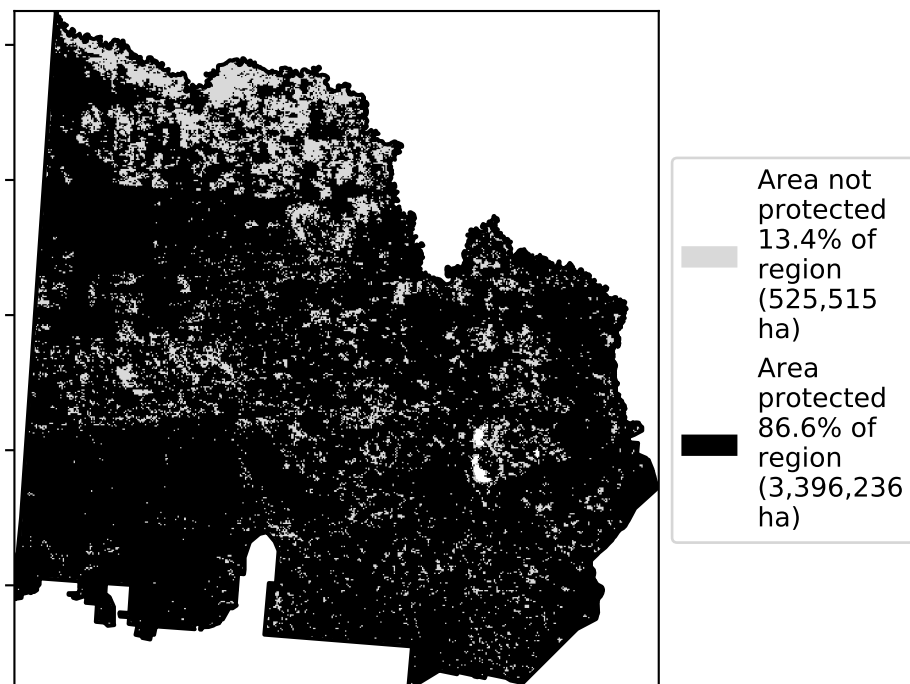 Area not
protected
13.4% of
region
(525,515
ha)
Area
protected
86.6% of
region
(3,396,236
ha)